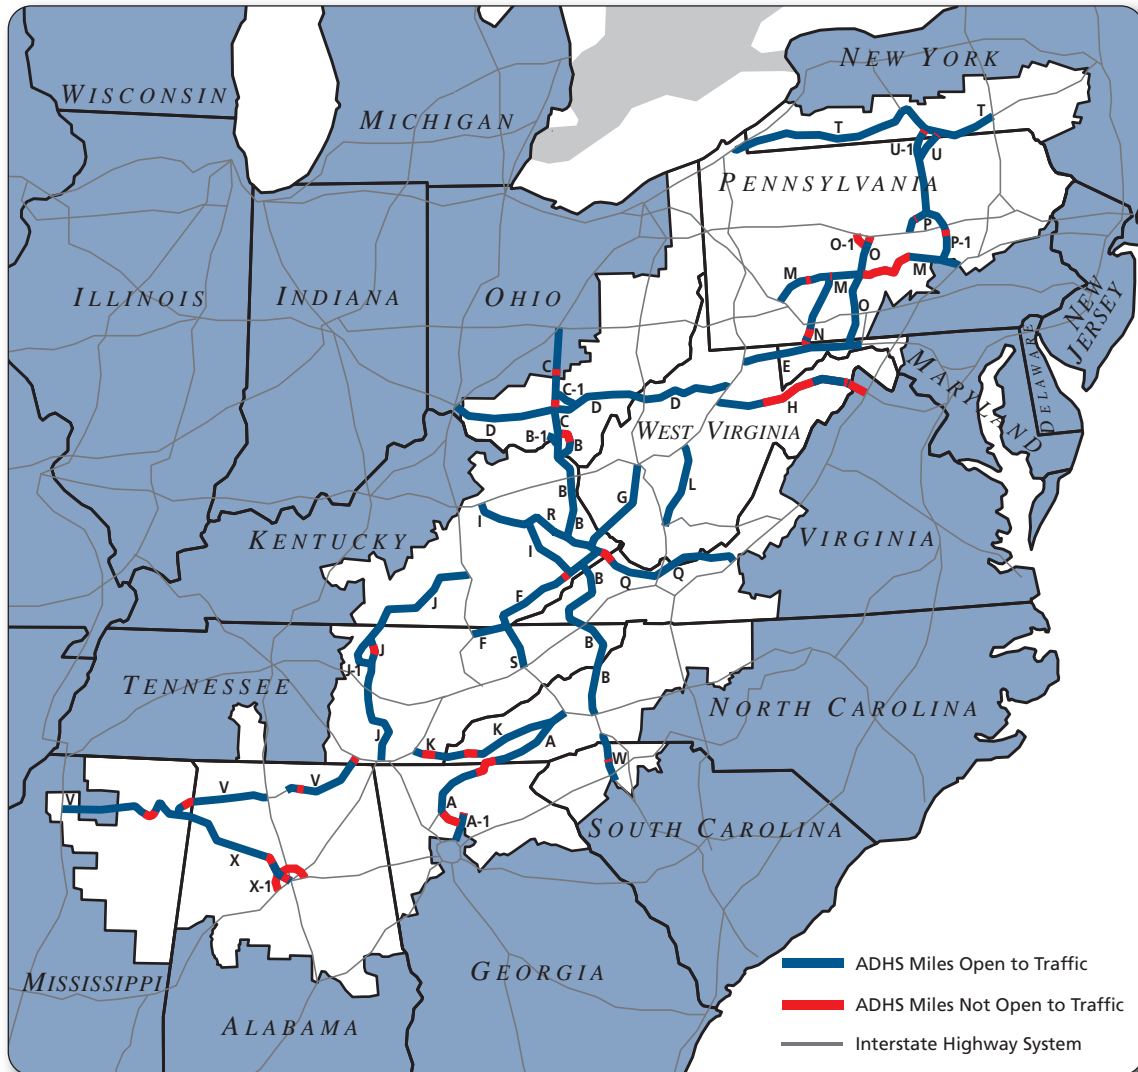 NEW YORK
WISCONSIN
MICHIGAN
T
T
U-1
U
PENNSYLVANIA
P
O-1
O
P-1
M
M
M
ILLINOIS
INDIANA
OHIO
O
NEW
JERSEY
N
DELAWARE
E
MARYLAND
C
C-1
D
D
H
D
C
B-1
B
WEST VIRGINIA
L
B
G
I
R
B
KENTUCKY
VIRGINIA
I
B
Q
Q
J
F
F
B
J
S
J-1
B
TENNESSEE
NORTH CAROLINA
K
K
A
J
W
V
V
V
A
A-1
SOUTH CAROLINA
X
X-1
MISSISSIPPI
GEORGIA
ALABAMA
ADHS Miles Open to Traffic
ADHS Miles Not Open to Traffic
Interstate Highway System